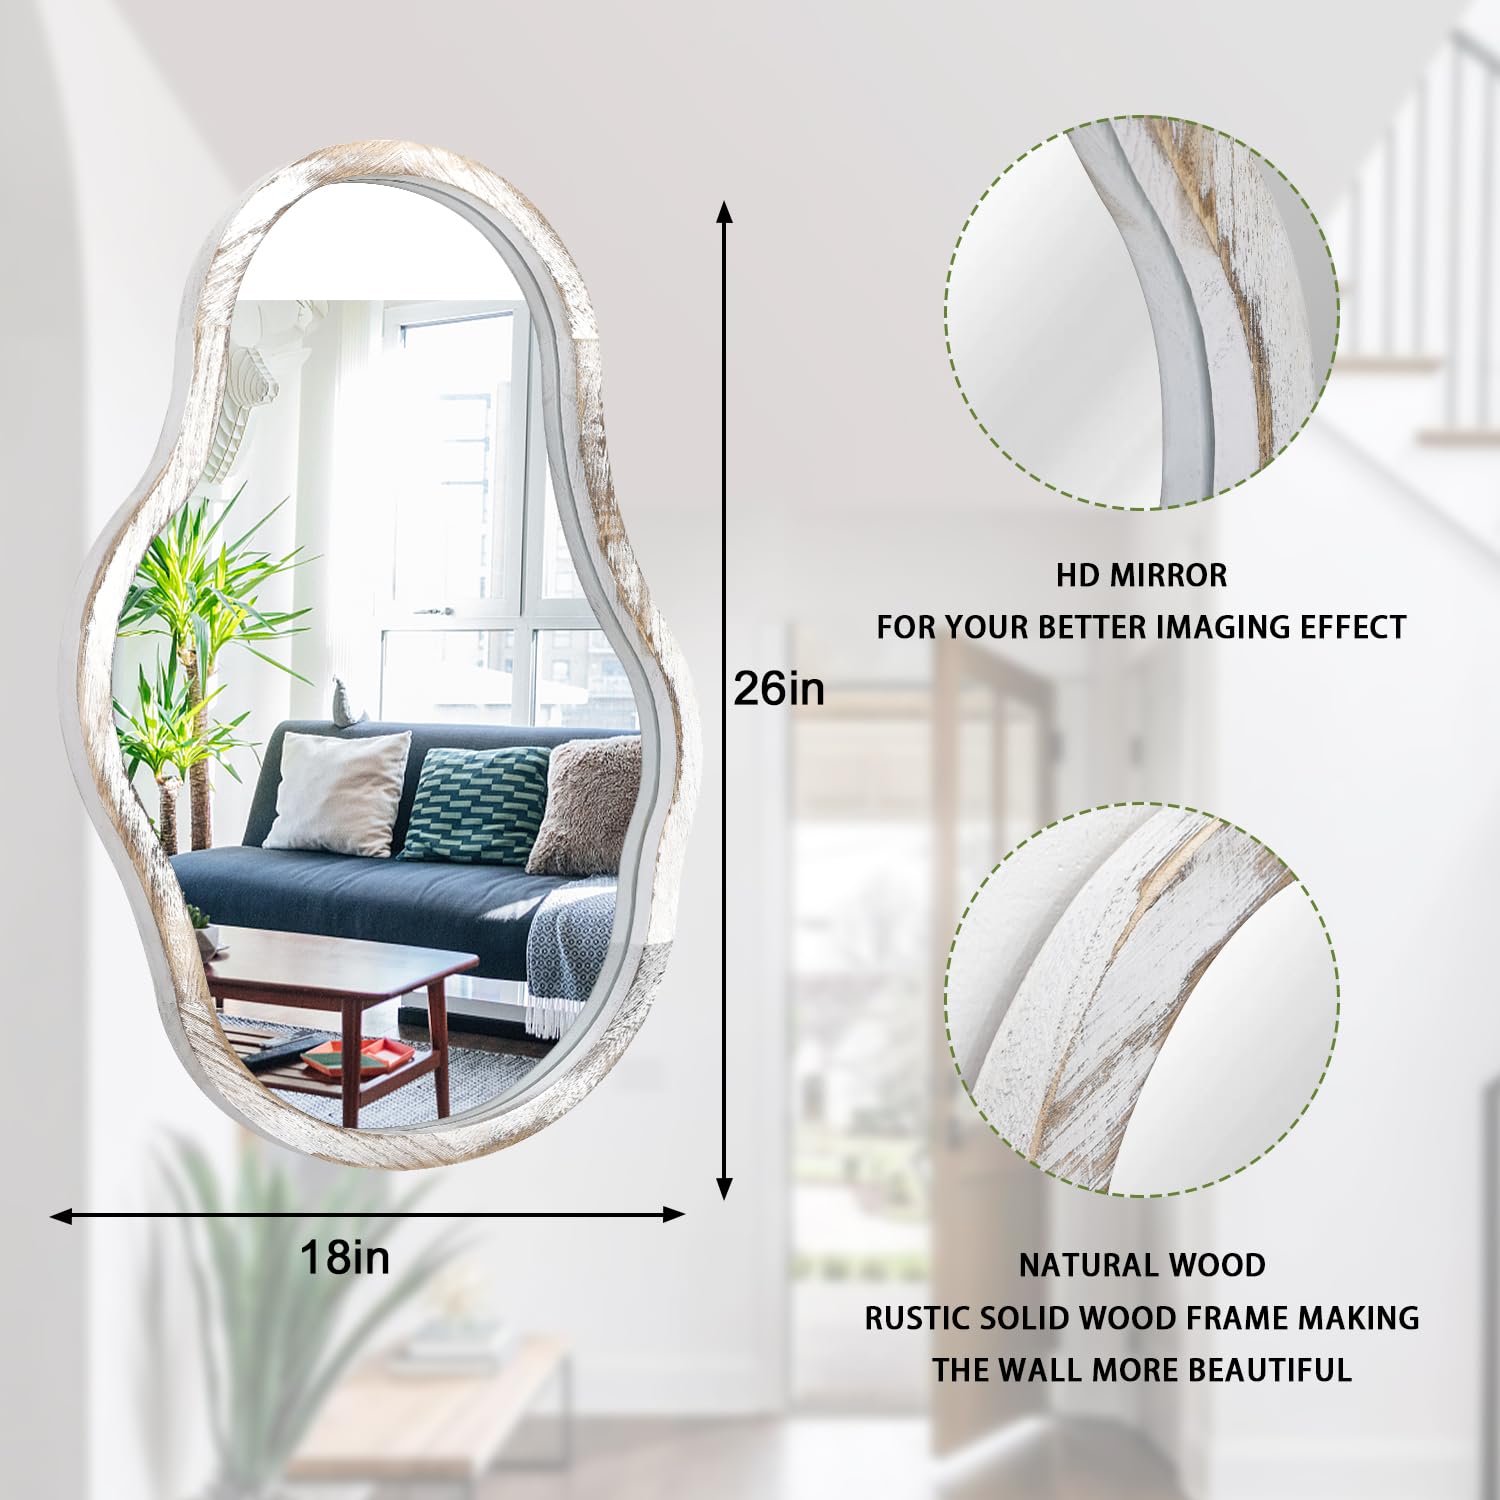 HD MIRROR
FOR YOUR BETTER IMAGING EFFECT
26in
18in
NATURAL WOOD
RUSTIC SOLID WOOD FRAME MAKING
THE WALL MORE BEAUTIFUL